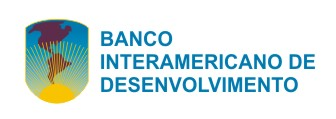 BANCO
INTERAMERICANO DE
DESENVOLVIMENTO